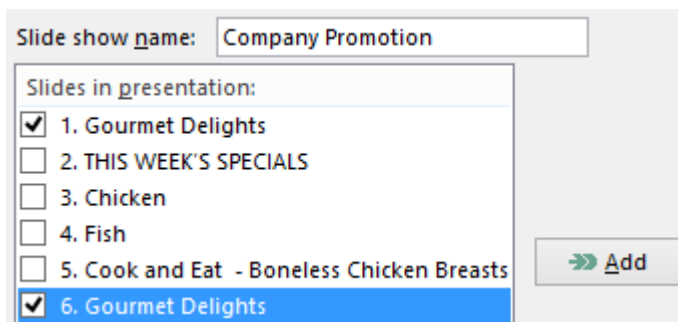 Slide show name: Company Promotion
Slides in presentation:
1. Gourmet Delights
2. THIS WEEK'S SPECIALS
3. Chicken
4. Fish
5. Cook and Eat - Boneless Chicken Breasts
Add
6. Gourmet Delights